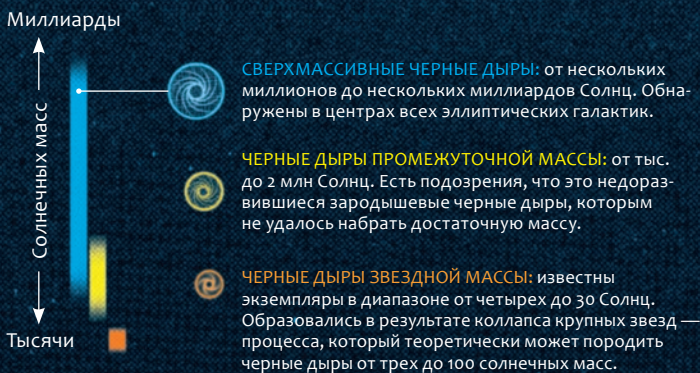 Миллиарды
Солнечных масс
Тысячи
СВЕРХМАССИВНЫЕ ЧЕРНЫЕ ДЫРЫ: от нескольких
миллионов до нескольких миллиардов Солнц. Обна-
ружены в центрах всех эллиптических галактик.
ЧЕРНЫЕ ДЫРЫ ПРОМЕЖУТОЧНОЙ МАССЫ: от тыс.
до 2 млн Солнц. Есть подозрения, что это недораз-
вившиеся зародышевые черные дыры, которым
не удалось набрать достаточную массу.
ЧЕРНЫЕ ДЫРЫ ЗВЕЗДНОЙ МАССЫ: известны
экземпляры в диапазоне от четырех до 30 Солнц.
Образовались в результате коллапса крупных звезд —
процесса, который теоретически может породить
черные дыры от трех до 100 солнечных масс.